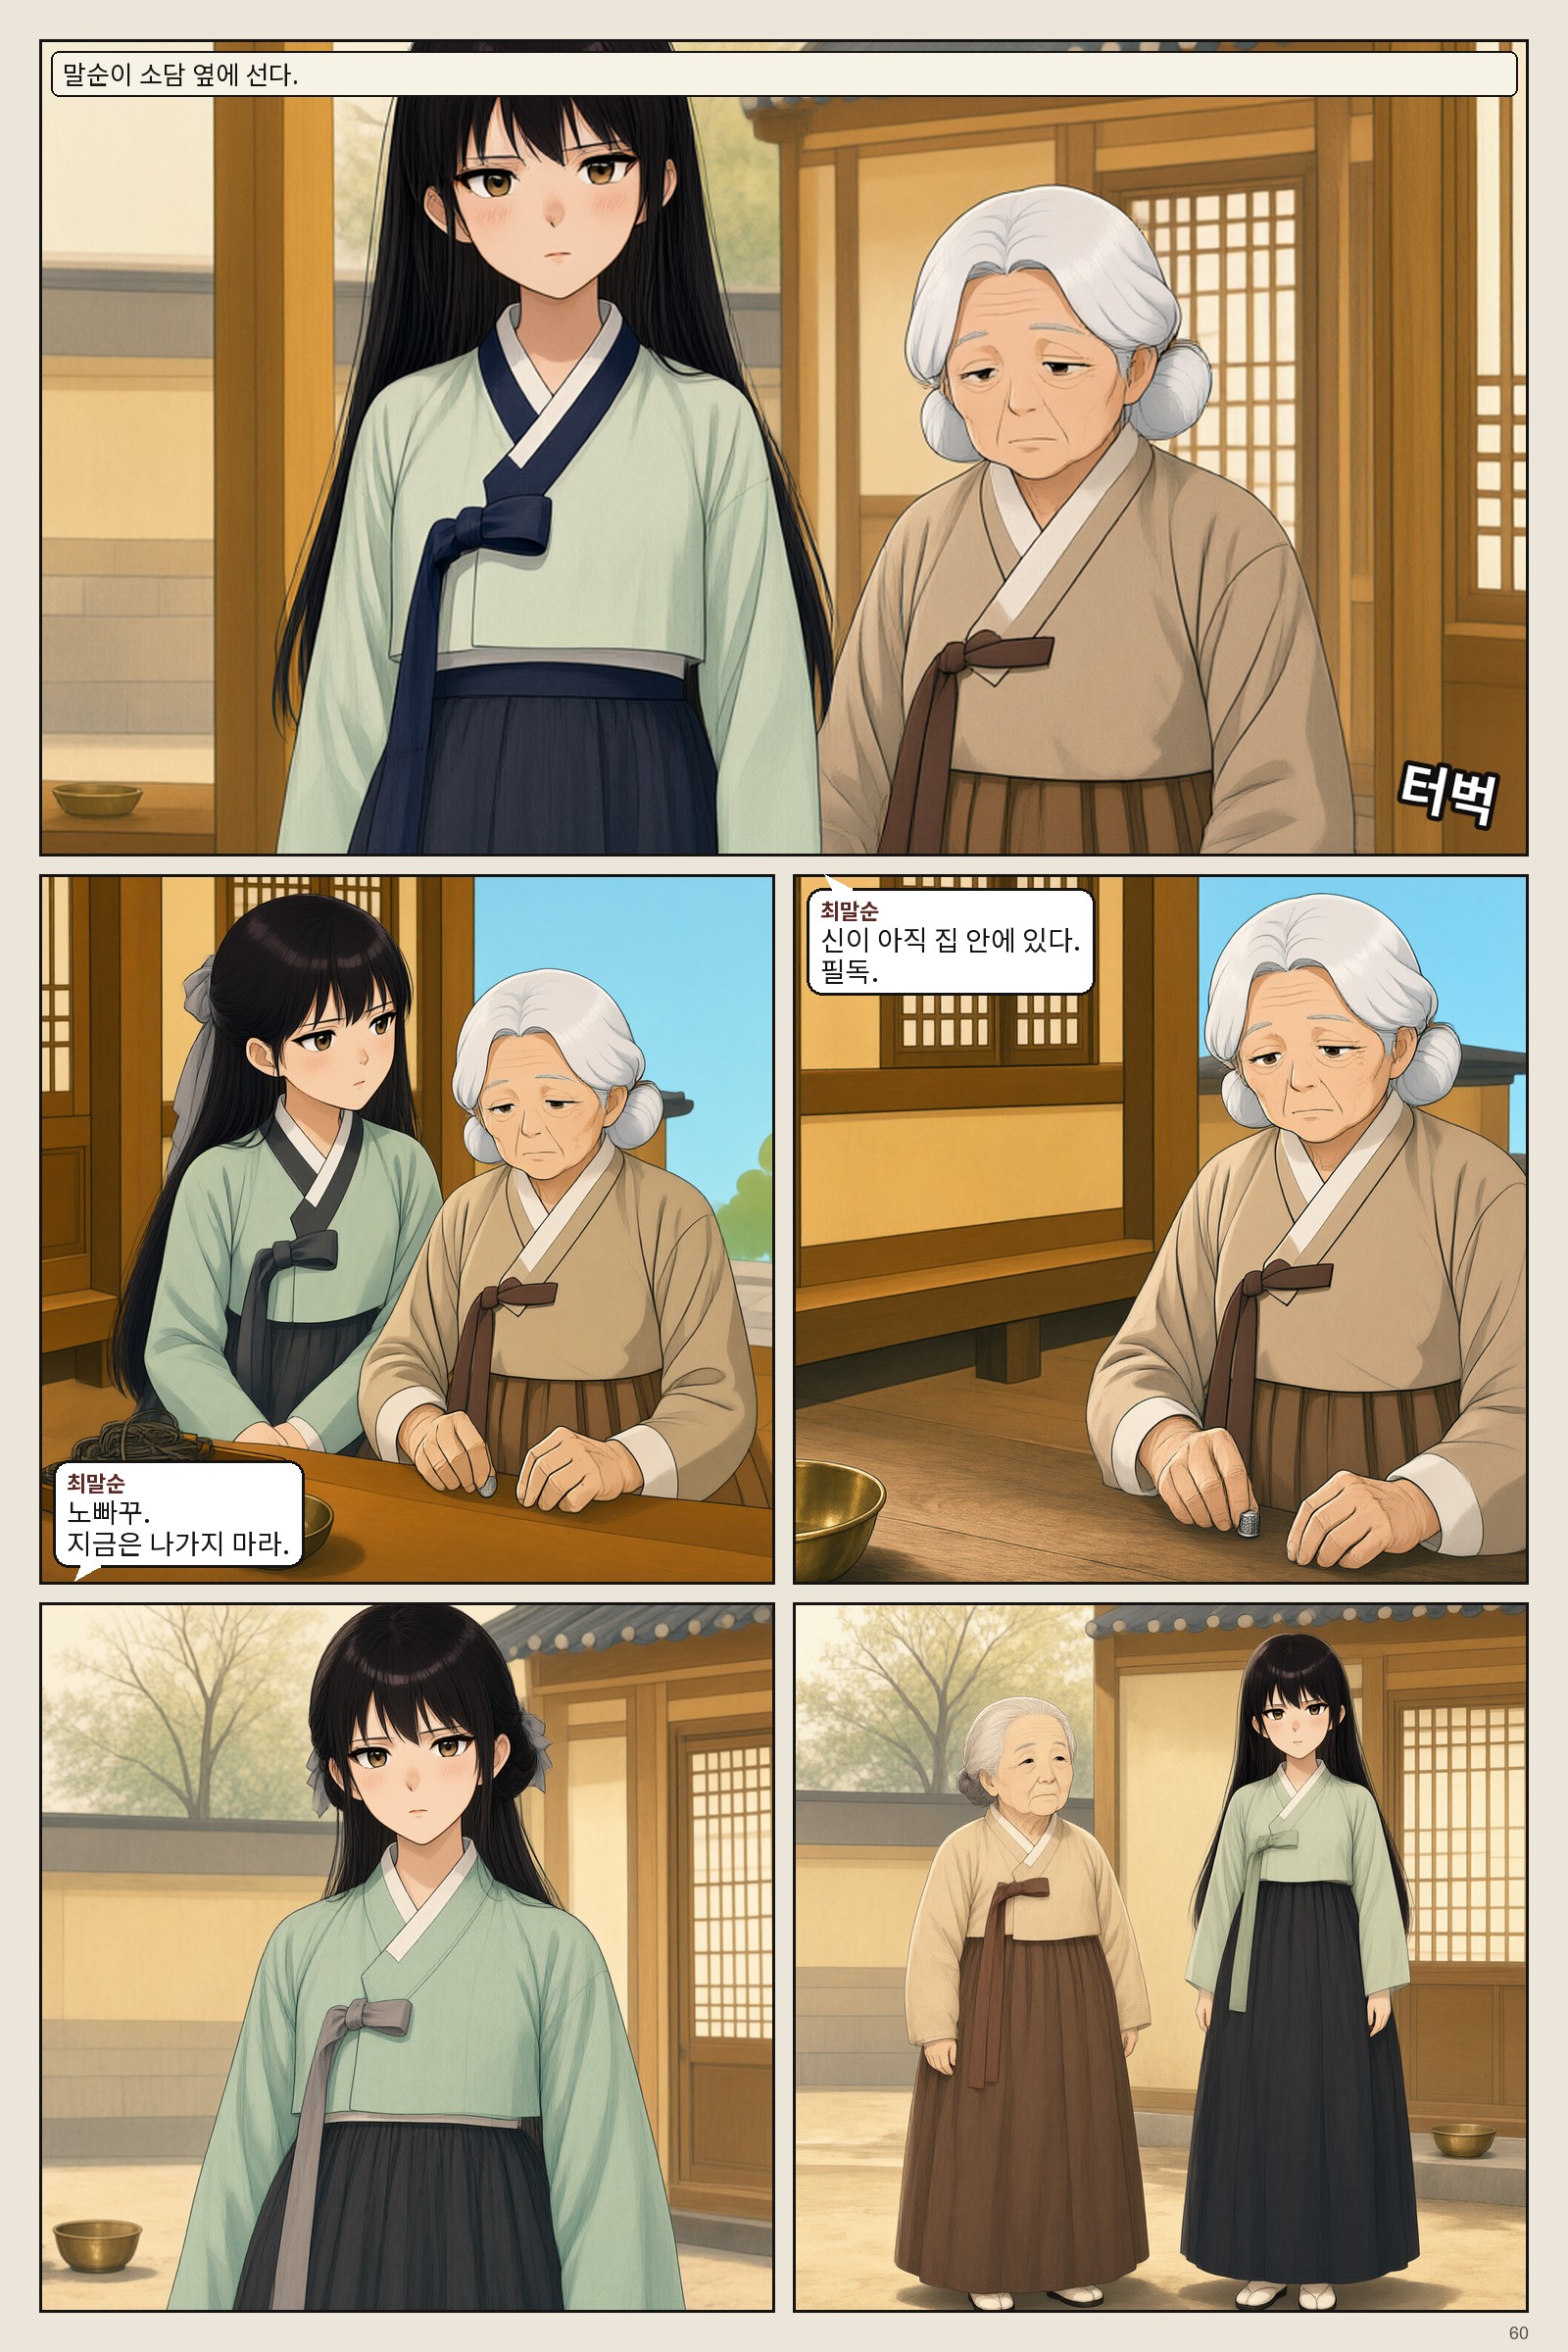 말순이 소담 옆에 선다.
터벅
최말순
노빠꾸.
지금은 나가지 마라.
최말순
신이 아직 집 안에 있다.
필독.
60